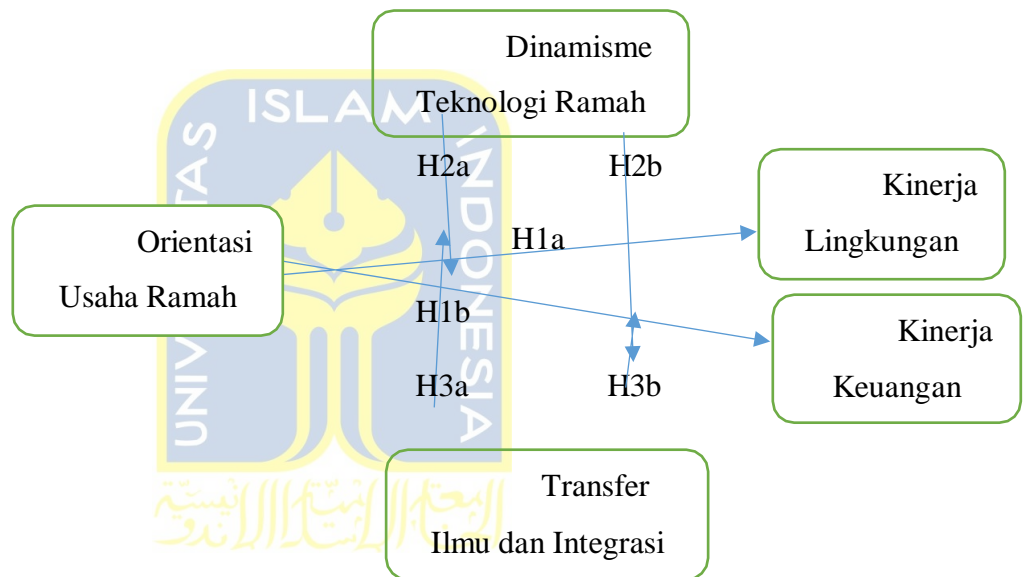 Dinamisme
Teknologi Ramah
ISLAM
UNIVERSITAS
INDONESIA
H2a
H2b
Kinerja
Lingkungan
Orientasi
Usaha Ramah
H1a
H1b
Kinerja
Keuangan
H3a
H3b
Transfer
Ilmu dan Integrasi